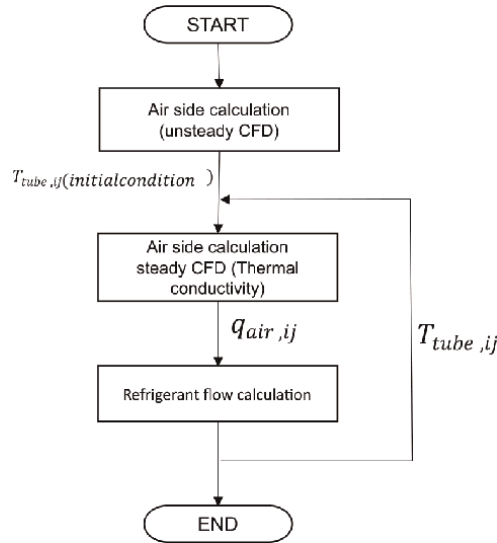 START
Air side calculation
(unsteady CFD)
T_tube,ij(initialcondition )
Air side calculation
steady CFD (Thermal
conductivity)
q_air,ij
T_tube,ij
Refrigerant flow calculation
END